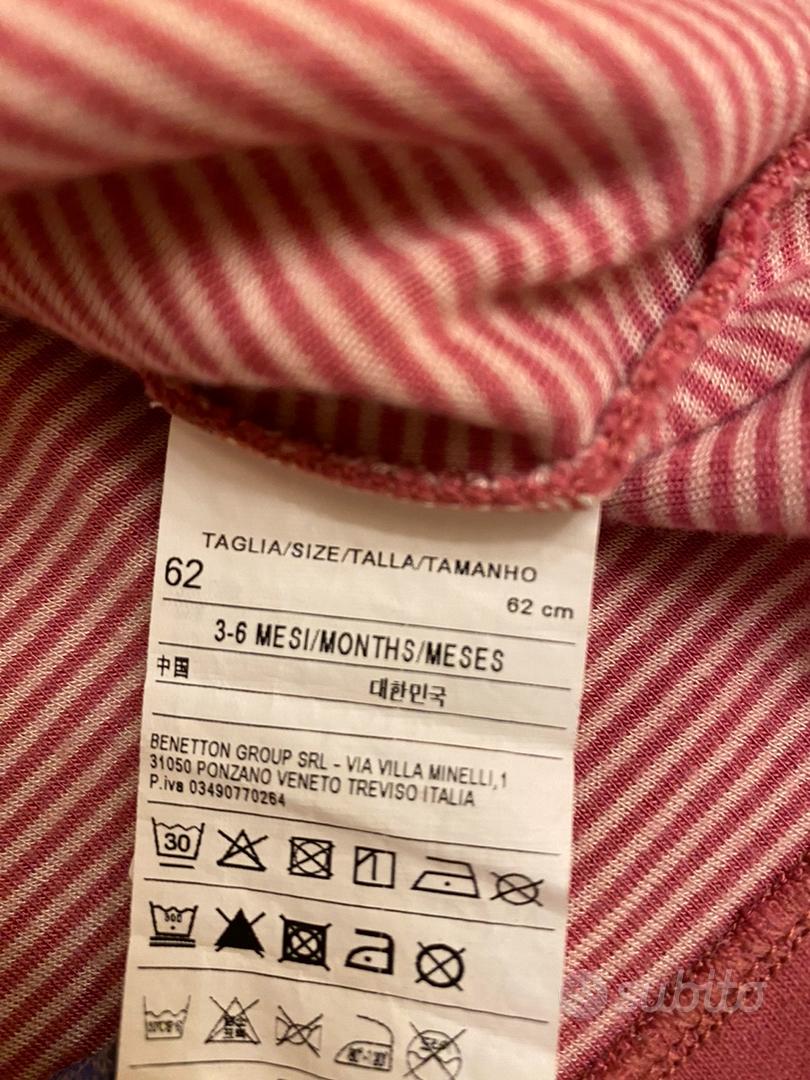 TAGLIA/SIZE/TALLA/TAMANHO
62
62 cm
3-6 MESI/MONTHS/MESES
中国
대한민국
BENETTON GROUP SRL - VIA VILLA MINELLI,1
31050 PONZANO VENETO TREVISO ITALIA
P.iva 03490770264
30
subito